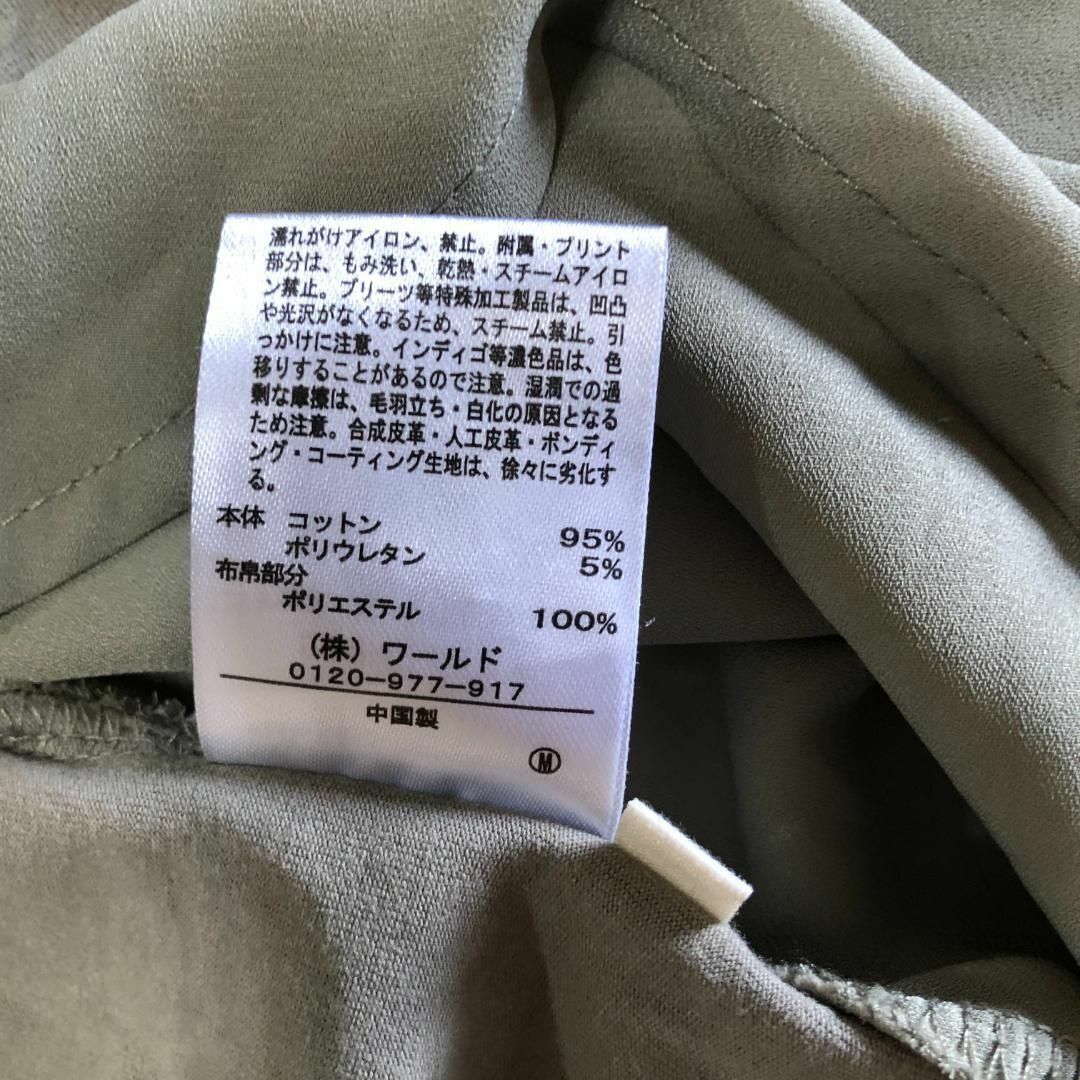 濡れがけアイロン、禁止。附属・プリント
部分は、もみ洗い、乾熱・スチームアイロ
ン禁止。プリーツ等特殊加工製品は、凹凸
や光沢がなくなるため、スチーム禁止。引
っかけに注意。インディゴ等濃色品は、色
移りすることがあるので注意。湿潤での過
剰な摩擦は、毛羽立ち・白化の原因となる
ため注意。合成皮革・人工皮革・ボンディ
ング・コーティング生地は、徐々に劣化す
る。
本体 コットン 95%
ポリウレタン 5%
布帛部分
ポリエステル 100%
（株）ワールド
0120-977-917
中国製
Ⓜ